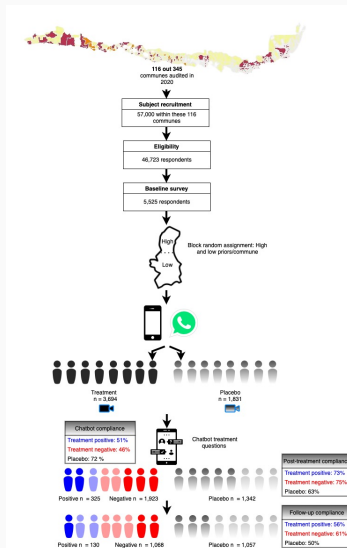 116 out 345
communes audited in
2020
Subject recruitment
57,000 within these 116
communes
Eligibility
46,723 respondents
Baseline survey
5,525 respondents
High
Low
Block random assignment: High
and low priors/commune
Treatment
n = 3,694
Placebo
n = 1,831
Chatbot compliance
Treatment positive: 51%
Treatment negative: 46%
Placebo: 72 %
Chatbot treatment
questions
Post-treatment compliance
Treatment positive: 73%
Treatment negative: 75%
Placebo: 63%
Positive n = 325
Negative n = 1,923
Placebo n = 1,342
Follow-up compliance
Treatment positive: 56%
Treatment negative: 61%
Placebo: 50%
Positive n = 130
Negative n = 1,068
Placebo n = 1,057